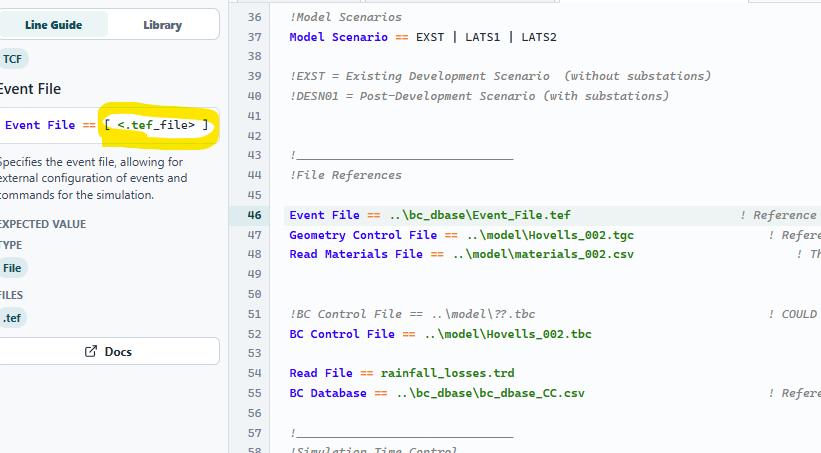 Line Guide
Library
TCF
Event File
Event File == [ <.tef_file> ]
Specifies the event file, allowing for
external configuration of events and
commands for the simulation.
EXPECTED VALUE
TYPE
File
FILES
.tef
Docs
36 !Model Scenarios
37 Model Scenario == EXST | LATS1 | LATS2
38
39 !EXST = Existing Development Scenario (without substations)
40 !DESN01 = Post-Development Scenario (with substations)
41
42
43 !________________________________
44 !File References
45
46 Event File == ..\bc_dbase\Event_File.tef ! Reference
47 Geometry Control File == ..\model\Hovells_002.tgc ! Refere
48 Read Materials File == ..\model\materials_002.csv ! Th
49
50
51 !BC Control File == ..\model\??.tbc ! COULD
52 BC Control File == ..\model\Hovells_002.tbc
53
54 Read File == rainfall_losses.trd
55 BC Database == ..\bc_dbase\bc_dbase_CC.csv ! Refere
56
57 !________________________________
58 !Simulation Time Control